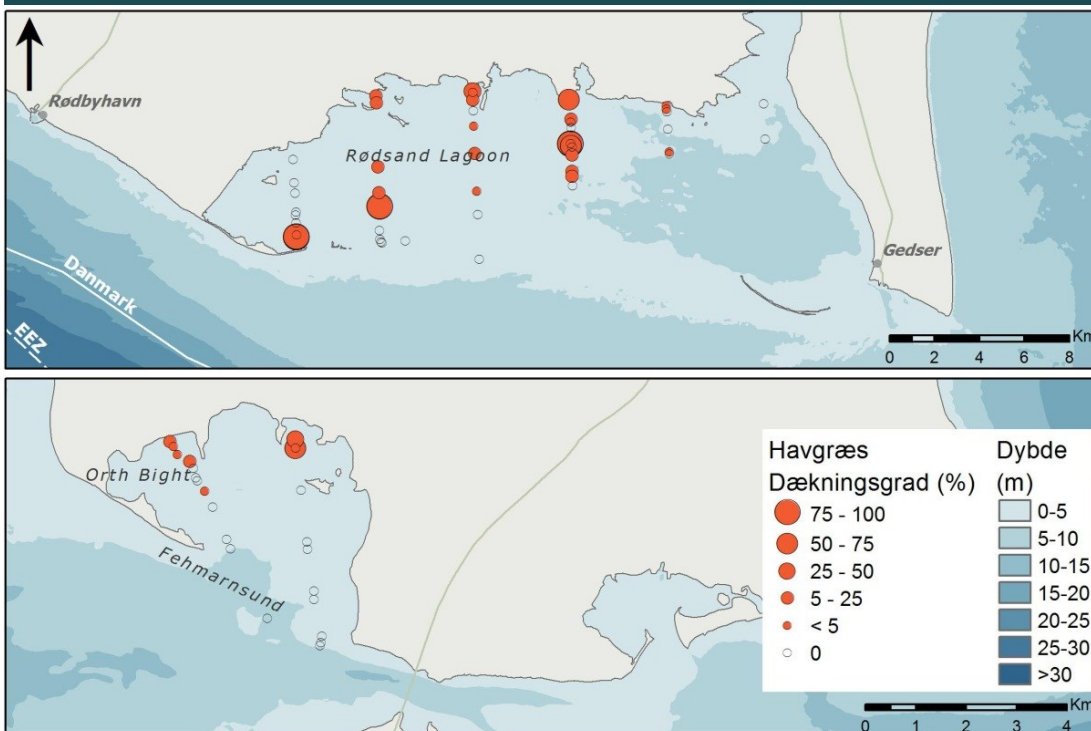 Rødbyhavn
Rødsand Lagoon
Gedser
Danmark
EEZ
Km
0 2 4 6 8
Orth Bight
Fehmarnsund
Havgræs
Dækningsgrad (%)
75 - 100
50 - 75
25 - 50
5 - 25
< 5
0
Dybde
(m)
0-5
5-10
10-15
15-20
20-25
25-30
>30
Km
0 1 2 3 4